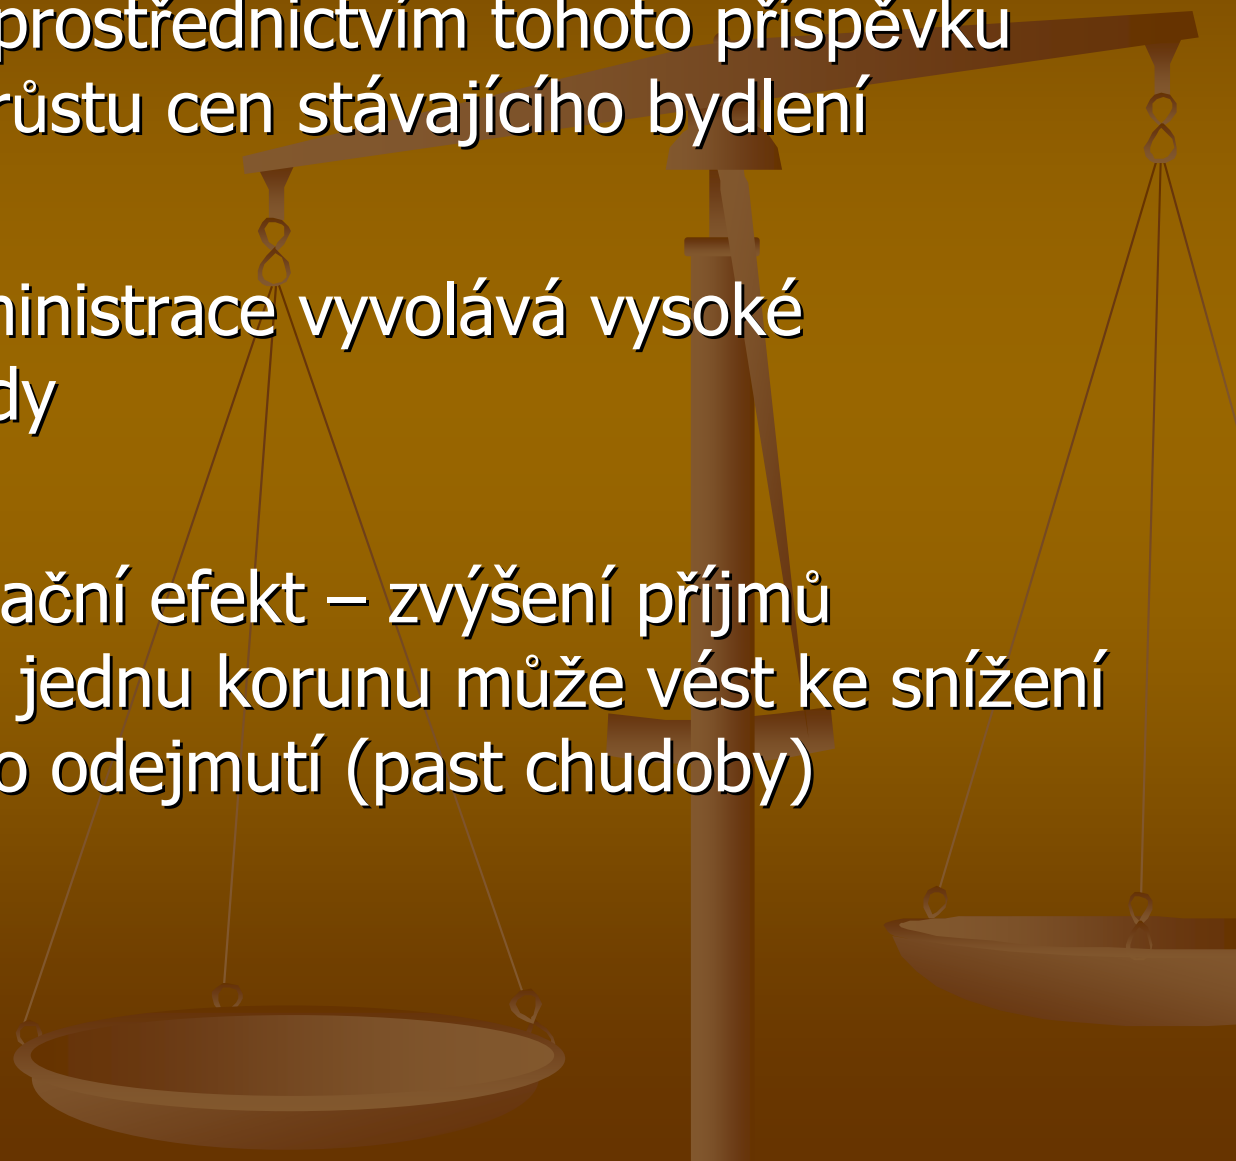 prostřednictvím tohoto příspěvku
růstu cen stávajícího bydlení
ministrace vyvolává vysoké
dy
ační efekt – zvýšení příjmů
jednu korunu může vést ke snížení
o odejmutí (past chudoby)